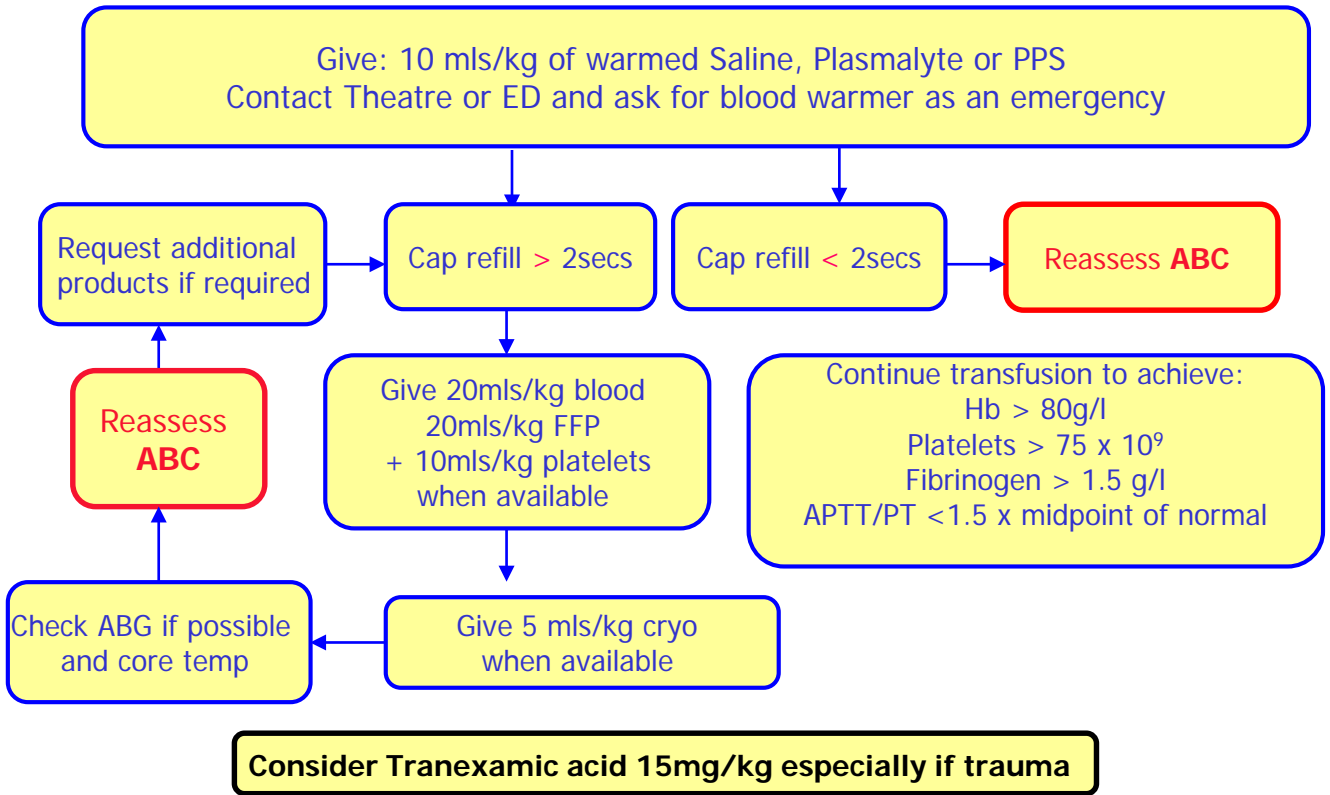 Give: 10 mls/kg of warmed Saline, Plasmalyte or PPS
Contact Theatre or ED and ask for blood warmer as an emergency
Request additional
products if required
Cap refill > 2secs
Cap refill < 2secs
Reassess ABC
Reassess
ABC
Give 20mls/kg blood
20mls/kg FFP
+ 10mls/kg platelets
when available
Continue transfusion to achieve:
Hb > 80g/l
Platelets > 75 x 10⁹
Fibrinogen > 1.5 g/l
APTT/PT <1.5 x midpoint of normal
Check ABG if possible
and core temp
Give 5 mls/kg cryo
when available
Consider Tranexamic acid 15mg/kg especially if trauma